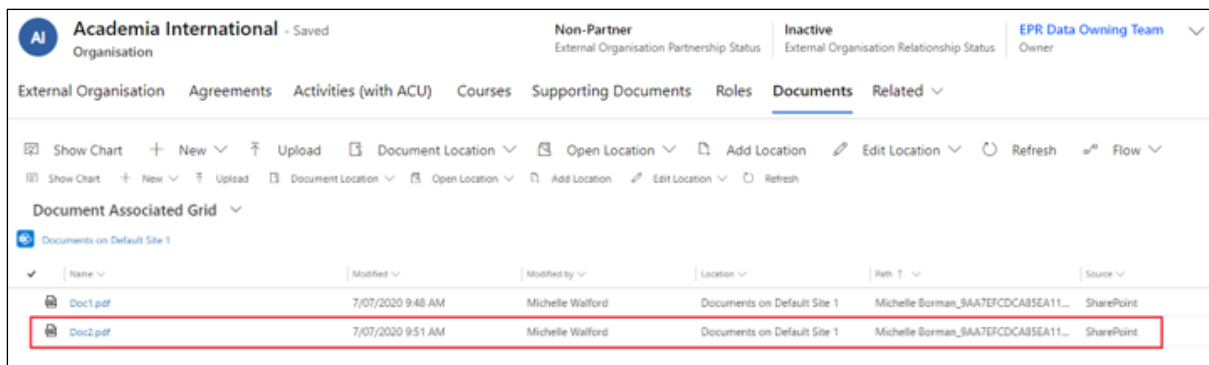 AI
Academia International - Saved
Organisation
Non-Partner
External Organisation Partnership Status
Inactive
External Organisation Relationship Status
EPR Data Owning Team
Owner
External Organisation Agreements Activities (with ACU) Courses Supporting Documents Roles Documents Related
Show Chart New Upload Document Location Open Location Add Location Edit Location Refresh Flow
Show Chart New Upload Document Location Open Location Add Location Edit Location Refresh
Document Associated Grid
Documents on Default Site 1
Name Modified Modified by Location Path Source
Doc1.pdf 7/07/2020 9:48 AM Michelle Walford Documents on Default Site 1 Michelle Borman_9AA7EFCDCA85EA11... SharePoint
Doc2.pdf 7/07/2020 9:51 AM Michelle Walford Documents on Default Site 1 Michelle Borman_9AA7EFCDCA85EA11... SharePoint